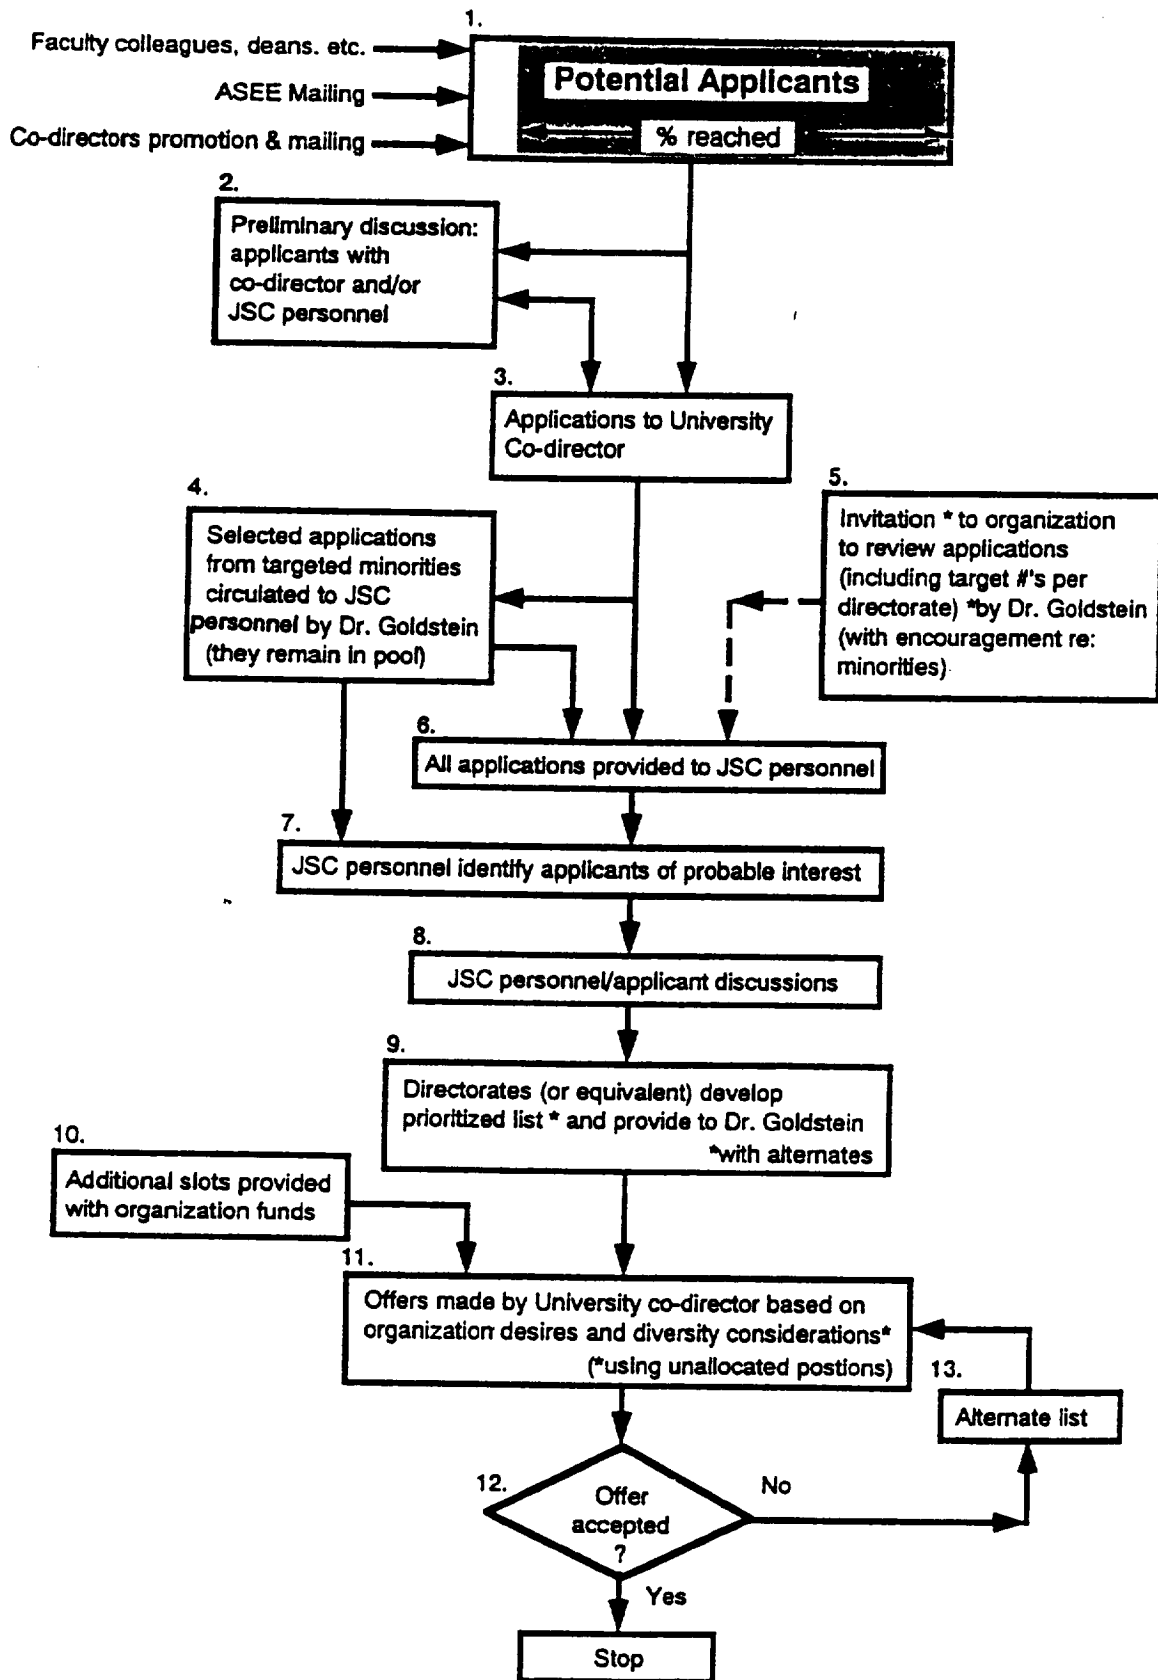 1.
Faculty colleagues, deans. etc.
ASEE Mailing
Co-directors promotion & mailing
Potential Applicants
% reached
2.
Preliminary discussion:
applicants with
co-director and/or
JSC personnel
3.
Applications to University
Co-director
4.
Selected applications
from targeted minorities
circulated to JSC
personnel by Dr. Goldstein
(they remain in pool)
5.
Invitation * to organization
to review applications
(including target #'s per
directorate) *by Dr. Goldstein
(with encouragement re:
minorities)
6.
All applications provided to JSC personnel
7.
JSC personnel identify applicants of probable interest
8.
JSC personnel/applicant discussions
9.
Directorates (or equivalent) develop
prioritized list * and provide to Dr. Goldstein
*with alternates
10.
Additional slots provided
with organization funds
11.
Offers made by University co-director based on
organization desires and diversity considerations*
(*using unallocated postions)
13.
Alternate list
12.
Offer
accepted
?
No
Yes
Stop